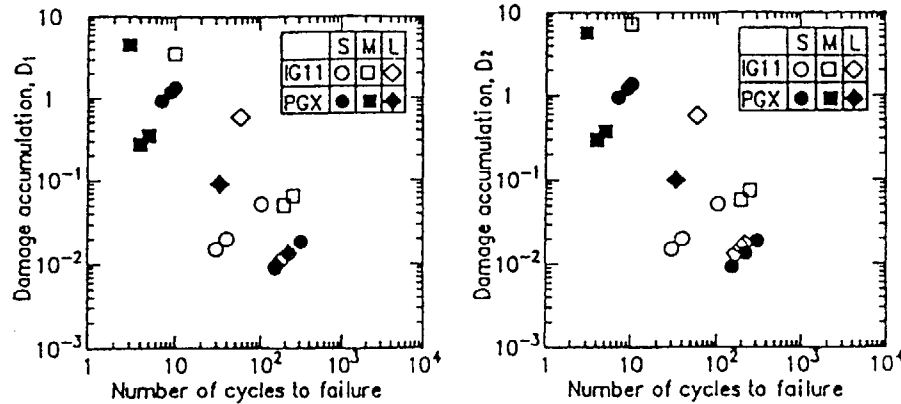 Damage accumulation, D₁
10
1
10⁻¹
10⁻²
10⁻³
1 10 10² 10³ 10⁴
Number of cycles to failure
S M L
IG11
PGX
Damage accumulation, D₂
10
1
10⁻¹
10⁻²
10⁻³
1 10 10² 10³ 10⁴
Number of cycles to failure
S M L
IG11
PGX